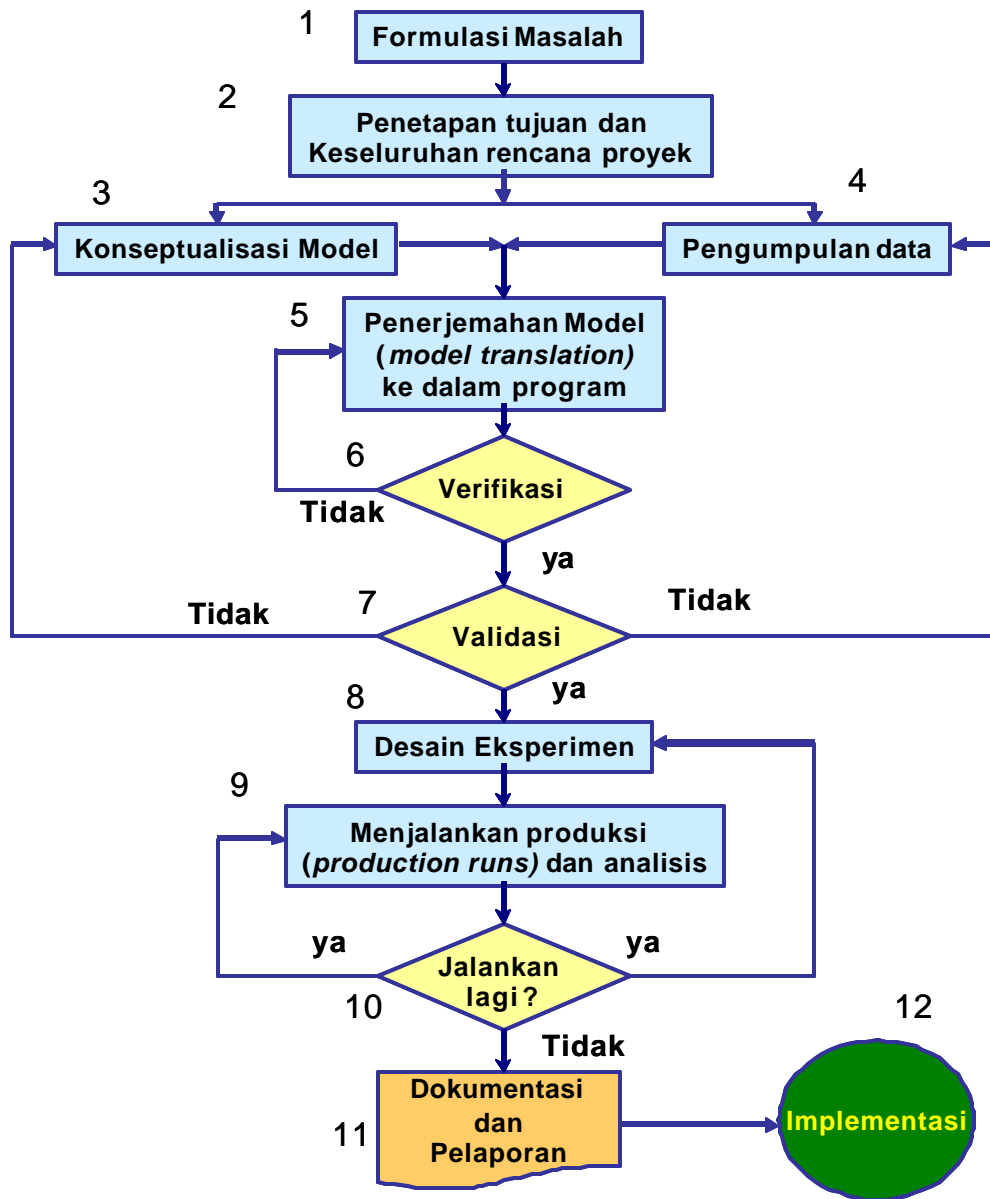 1
Formulasi Masalah
2
Penetapan tujuan dan
Keseluruhan rencana proyek
3
4
Konseptualisasi Model
Pengumpulan data
5
Penerjemahan Model
(model translation)
ke dalam program
6
Verifikasi
Tidak
ya
7
Tidak
Tidak
Validasi
ya
8
Desain Eksperimen
9
Menjalankan produksi
(production runs) dan analisis
ya
ya
Jalankan
lagi?
10
12
Tidak
Dokumentasi
dan
Pelaporan
11
Implementasi